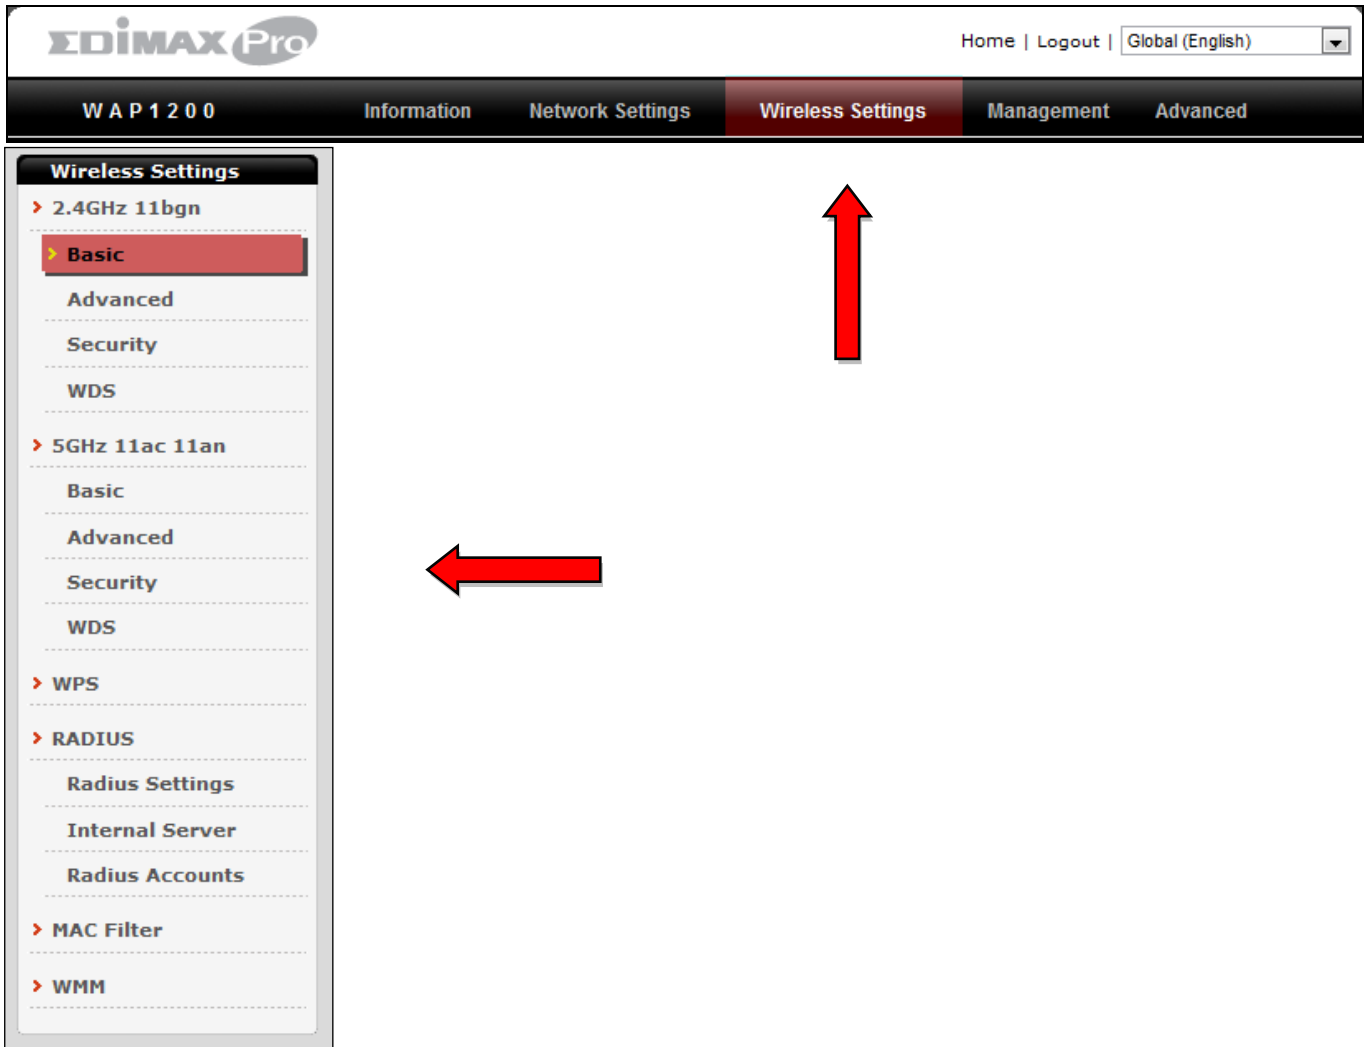 EDIMAX Pro
Home | Logout | Global (English)
WAP1200 Information Network Settings Wireless Settings Management Advanced
Wireless Settings
2.4GHz 11bgn
Basic
Advanced
Security
WDS
5GHz 11ac 11an
Basic
Advanced
Security
WDS
WPS
RADIUS
Radius Settings
Internal Server
Radius Accounts
MAC Filter
WMM